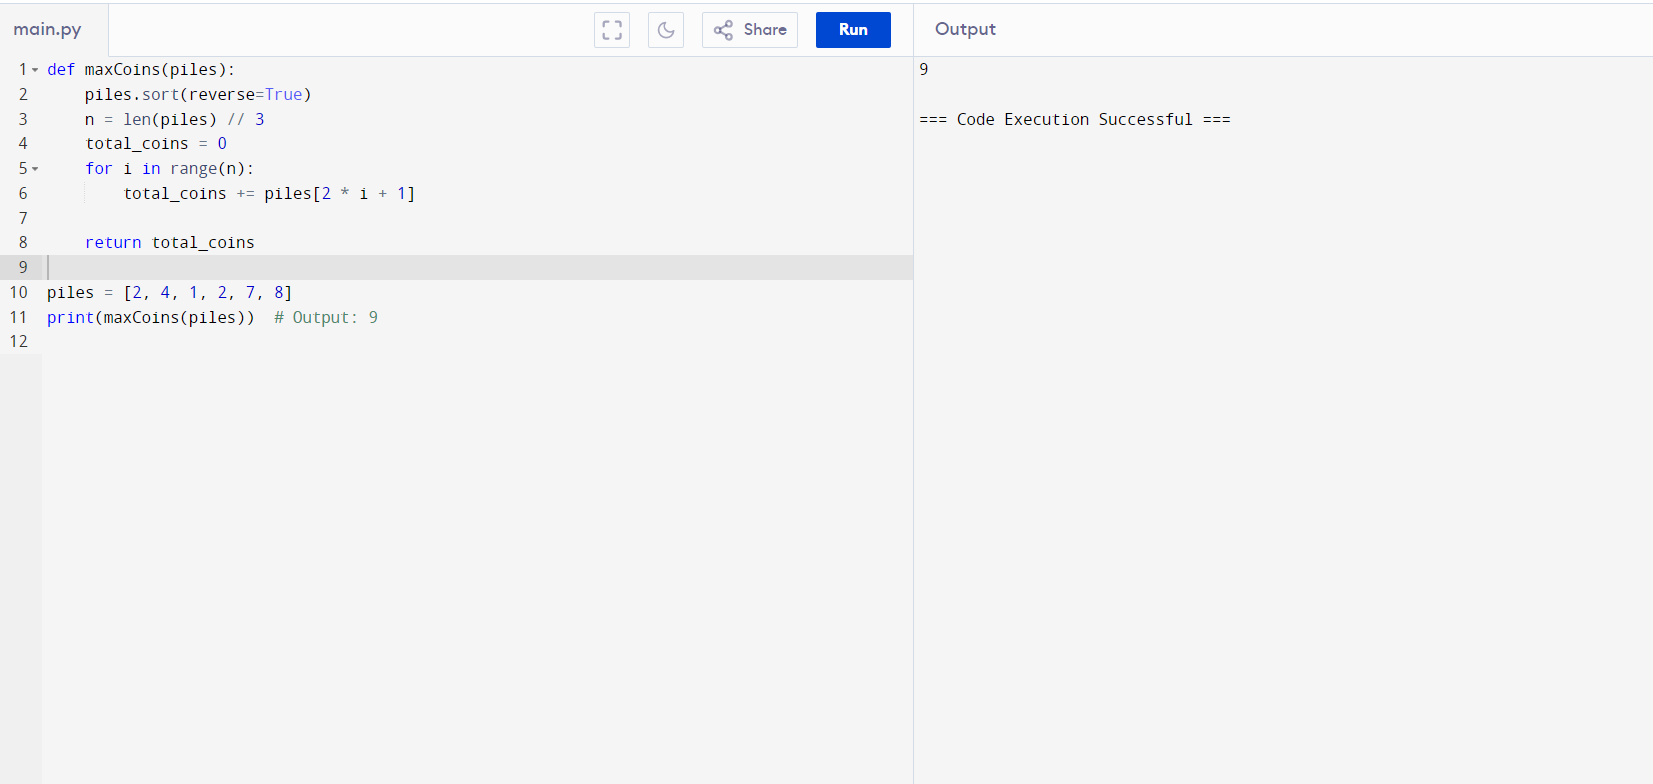 main.py
Share
Run
Output
1 def maxCoins(piles):
2     piles.sort(reverse=True)
3     n = len(piles) // 3
4     total_coins = 0
5     for i in range(n):
6         total_coins += piles[2 * i + 1]
7
8     return total_coins
9
10 piles = [2, 4, 1, 2, 7, 8]
11 print(maxCoins(piles))  # Output: 9
12
9
=== Code Execution Successful ===